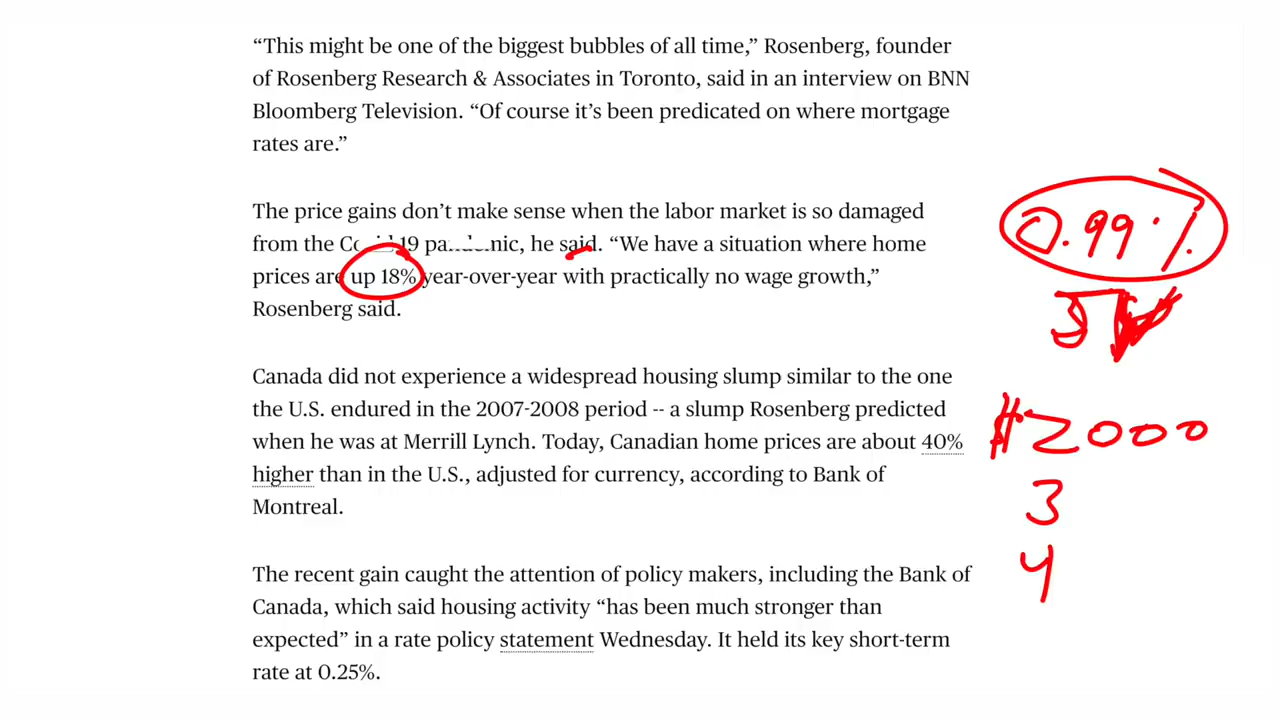 “This might be one of the biggest bubbles of all time,” Rosenberg, founder
of Rosenberg Research & Associates in Toronto, said in an interview on BNN
Bloomberg Television. “Of course it’s been predicated on where mortgage
rates are.”
The price gains don’t make sense when the labor market is so damaged
from the Covid 19 pandemic, he said. “We have a situation where home
prices are up 18% year-over-year with practically no wage growth,”
Rosenberg said.
Canada did not experience a widespread housing slump similar to the one
the U.S. endured in the 2007-2008 period -- a slump Rosenberg predicted
when he was at Merrill Lynch. Today, Canadian home prices are about 40%
higher than in the U.S., adjusted for currency, according to Bank of
Montreal.
The recent gain caught the attention of policy makers, including the Bank of
Canada, which said housing activity “has been much stronger than
expected” in a rate policy statement Wednesday. It held its key short-term
rate at 0.25%.
0.99%
5
$2000
3
4